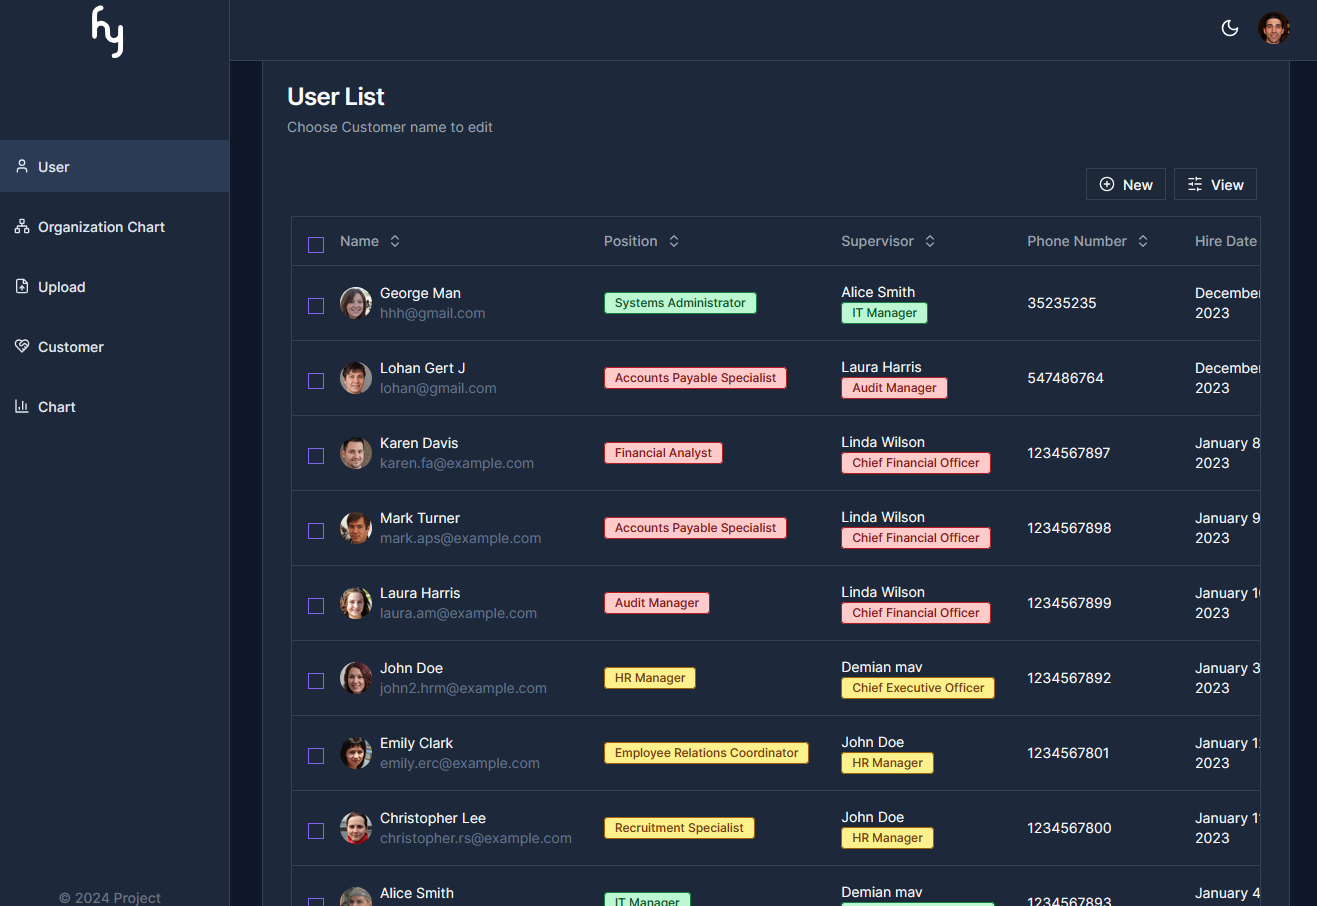 hy
User List
Choose Customer name to edit
New
View
User
Organization Chart
Upload
Customer
Chart
Name
Position
Supervisor
Phone Number
Hire Date
George Man
hhh@gmail.com
Systems Administrator
Alice Smith
IT Manager
35235235
December
2023
Lohan Gert J
lohan@gmail.com
Accounts Payable Specialist
Laura Harris
Audit Manager
547486764
December
2023
Karen Davis
karen.fa@example.com
Financial Analyst
Linda Wilson
Chief Financial Officer
1234567897
January 8
2023
Mark Turner
mark.aps@example.com
Accounts Payable Specialist
Linda Wilson
Chief Financial Officer
1234567898
January 9
2023
Laura Harris
laura.am@example.com
Audit Manager
Linda Wilson
Chief Financial Officer
1234567899
January 1
2023
John Doe
john2.hrm@example.com
HR Manager
Demian mav
Chief Executive Officer
1234567892
January 3
2023
Emily Clark
emily.erc@example.com
Employee Relations Coordinator
John Doe
HR Manager
1234567801
January 1
2023
Christopher Lee
christopher.rs@example.com
Recruitment Specialist
John Doe
HR Manager
1234567800
January 1
2023
Alice Smith
IT Manager
Demian mav
1234567893
January 4
© 2024 Project